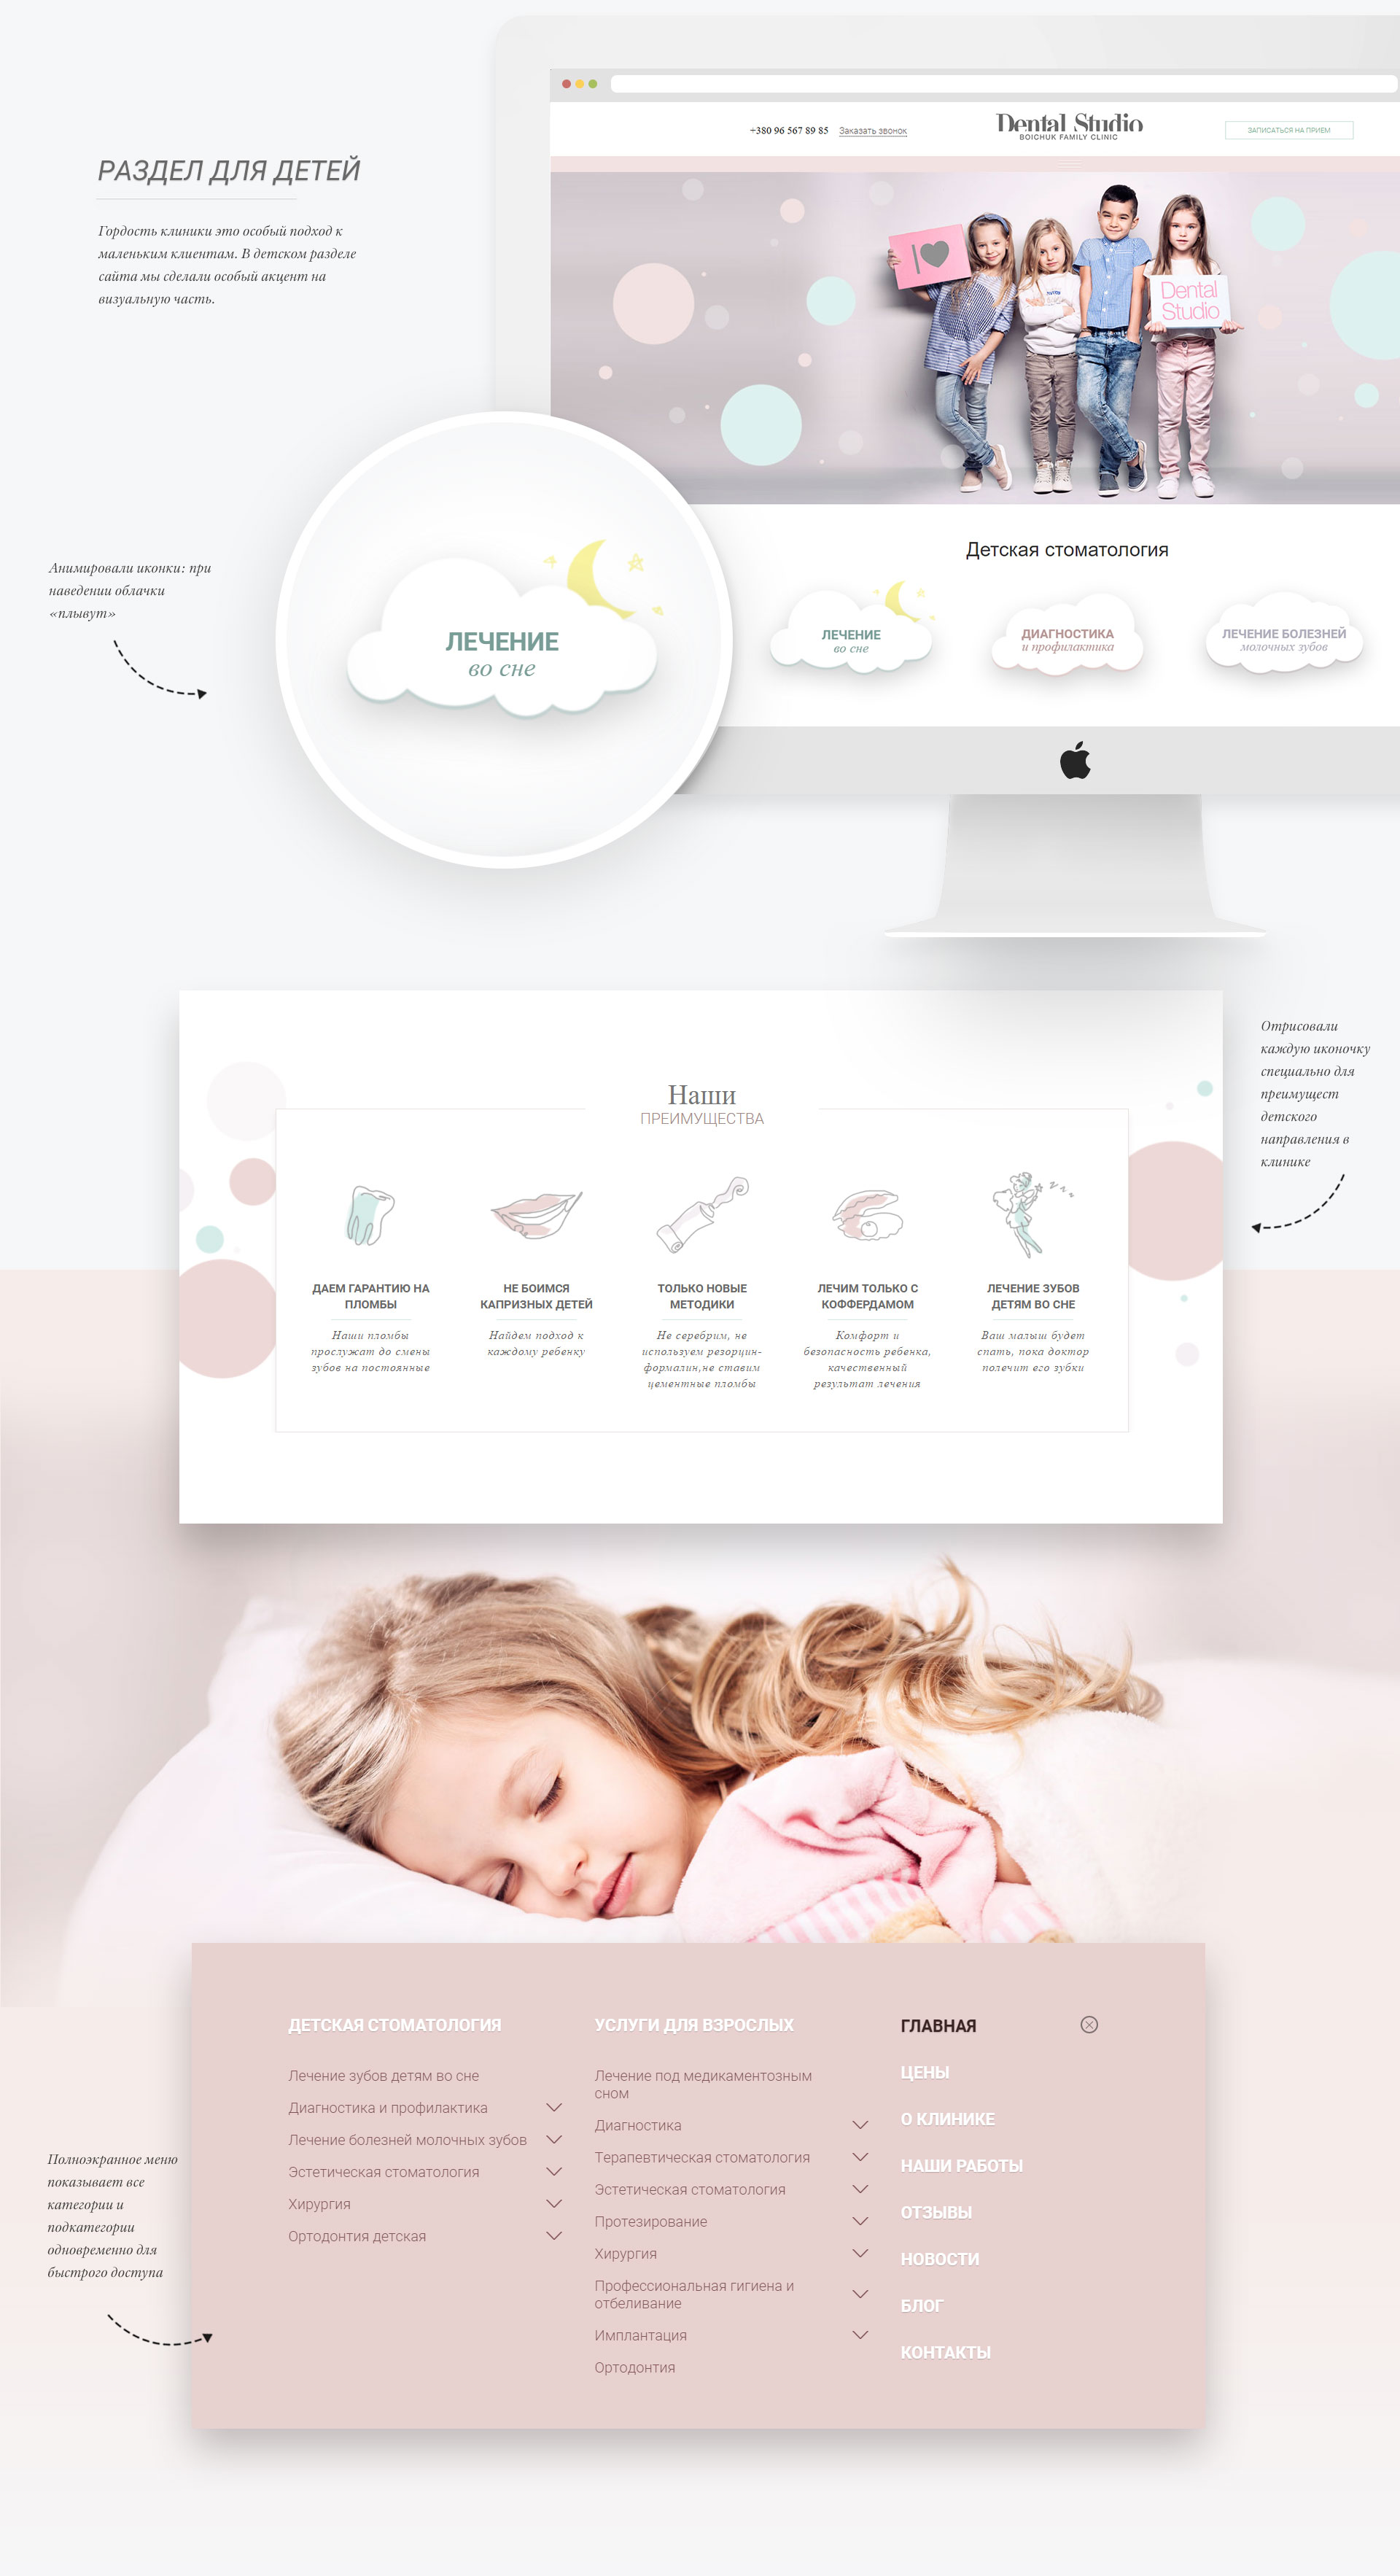 РАЗДЕЛ ДЛЯ ДЕТЕЙ
Гордость клиники это особый подход к
маленьким клиентам. В детском разделе
сайта мы сделали особый акцент на
визуальную часть.
+380 96 567 89 85 Заказать звонок
Dental Studio
BOICHUK FAMILY CLINIC
ЗАПИСАТЬСЯ НА ПРИЕМ
I
Dental
Studio
Детская стоматология
ЛЕЧЕНИЕ
во сне
ДИАГНОСТИКА
и профилактика
ЛЕЧЕНИЕ БОЛЕЗНЕЙ
молочных зубов
Анимировали иконки: при
наведении облачки
«плывут»
ЛЕЧЕНИЕ
во сне
Отрисовали
каждую иконочку
специально для
преимущест
детского
направления в
клинике
Наши
ПРЕИМУЩЕСТВА
ДАЕМ ГАРАНТИЮ НА
ПЛОМБЫ
Наши пломбы
прослужат до смены
зубов на постоянные
НЕ БОИМСЯ
КАПРИЗНЫХ ДЕТЕЙ
Найдем подход к
каждому ребенку
ТОЛЬКО НОВЫЕ
МЕТОДИКИ
Не серебрим, не
используем резорцин-
формалин,не ставим
цементные пломбы
ЛЕЧИМ ТОЛЬКО С
КОФФЕРДАМОМ
Комфорт и
безопасность ребенка,
качественный
результат лечения
z z z
ЛЕЧЕНИЕ ЗУБОВ
ДЕТЯМ ВО СНЕ
Ваш малыш будет
спать, пока доктор
полечит его зубки
Полноэкранное меню
показывает все
категории и
подкатегории
одновременно для
быстрого доступа
ДЕТСКАЯ СТОМАТОЛОГИЯ
Лечение зубов детям во сне
Диагностика и профилактика
Лечение болезней молочных зубов
Эстетическая стоматология
Хирургия
Ортодонтия детская
УСЛУГИ ДЛЯ ВЗРОСЛЫХ
Лечение под медикаментозным
сном
Диагностика
Терапевтическая стоматология
Эстетическая стоматология
Протезирование
Хирургия
Профессиональная гигиена и
отбеливание
Имплантация
Ортодонтия
ГЛАВНАЯ
ЦЕНЫ
О КЛИНИКЕ
НАШИ РАБОТЫ
ОТЗЫВЫ
НОВОСТИ
БЛОГ
КОНТАКТЫ